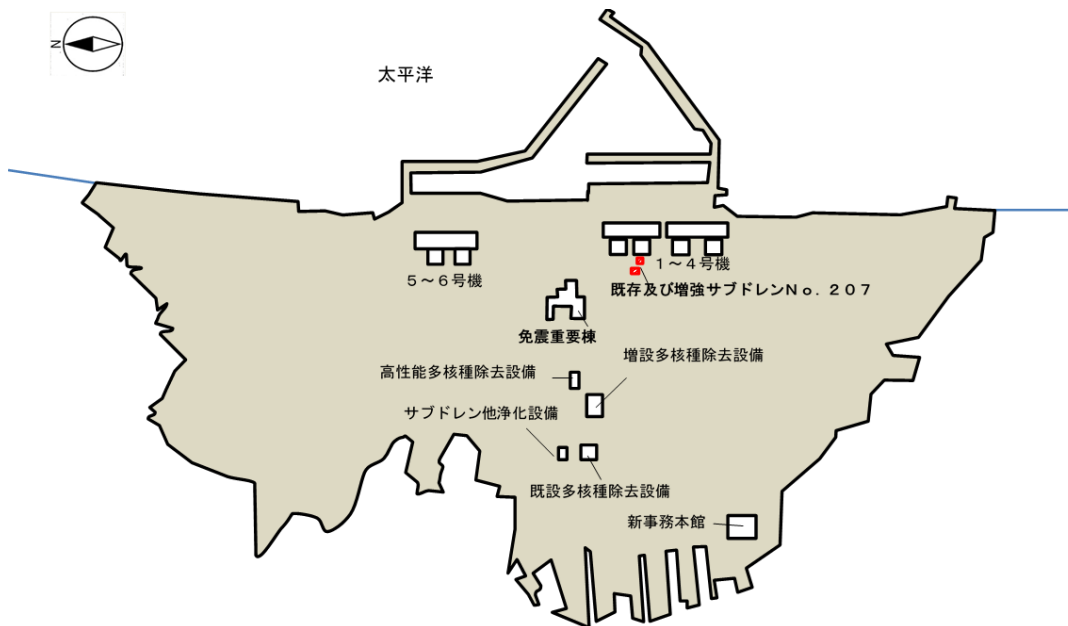 N
太平洋
5～6号機
1～4号機
既存及び増強サブドレンNo.207
免震重要棟
増設多核種除去設備
高性能多核種除去設備
サブドレン他浄化設備
既設多核種除去設備
新事務本館